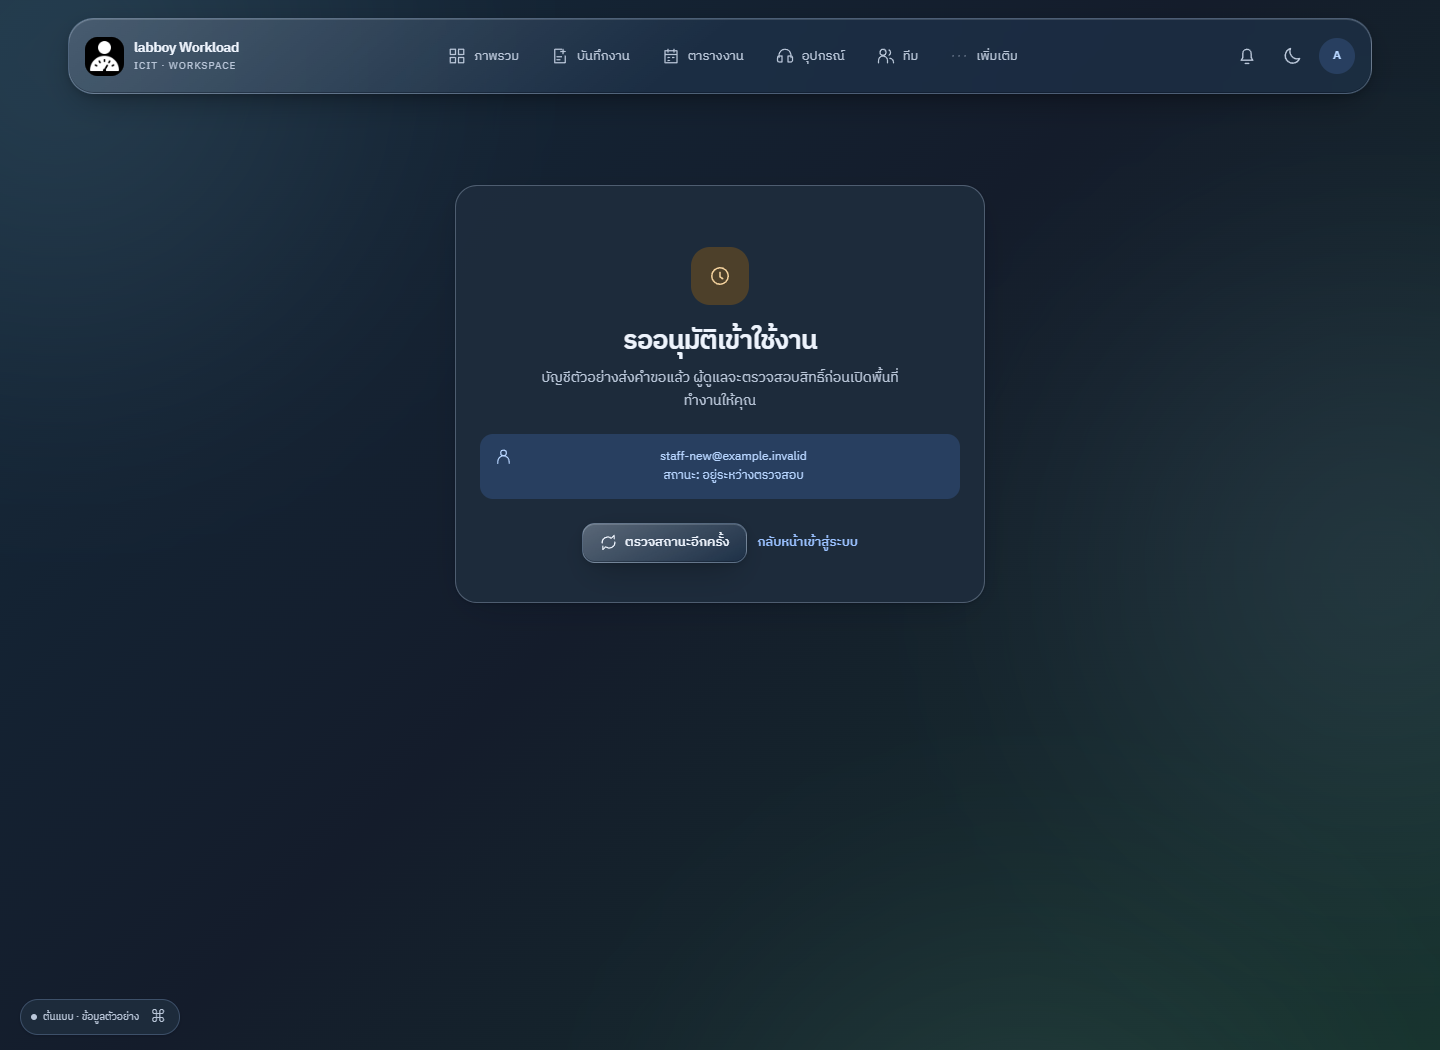 labboy Workload
ICIT · WORKSPACE
ภาพรวม
บันทึกงาน
ตารางงาน
อุปกรณ์
ทีม
เพิ่มเติม
A
รออนุมัติเข้าใช้งาน
บัญชีตัวอย่างส่งคำขอแล้ว ผู้ดูแลจะตรวจสอบสิทธิ์ก่อนเปิดพื้นที่
ทำงานให้คุณ
staff-new@example.invalid
สถานะ: อยู่ระหว่างตรวจสอบ
ตรวจสถานะอีกครั้ง
กลับหน้าเข้าสู่ระบบ
ต้นแบบ · ข้อมูลตัวอย่าง ⌘